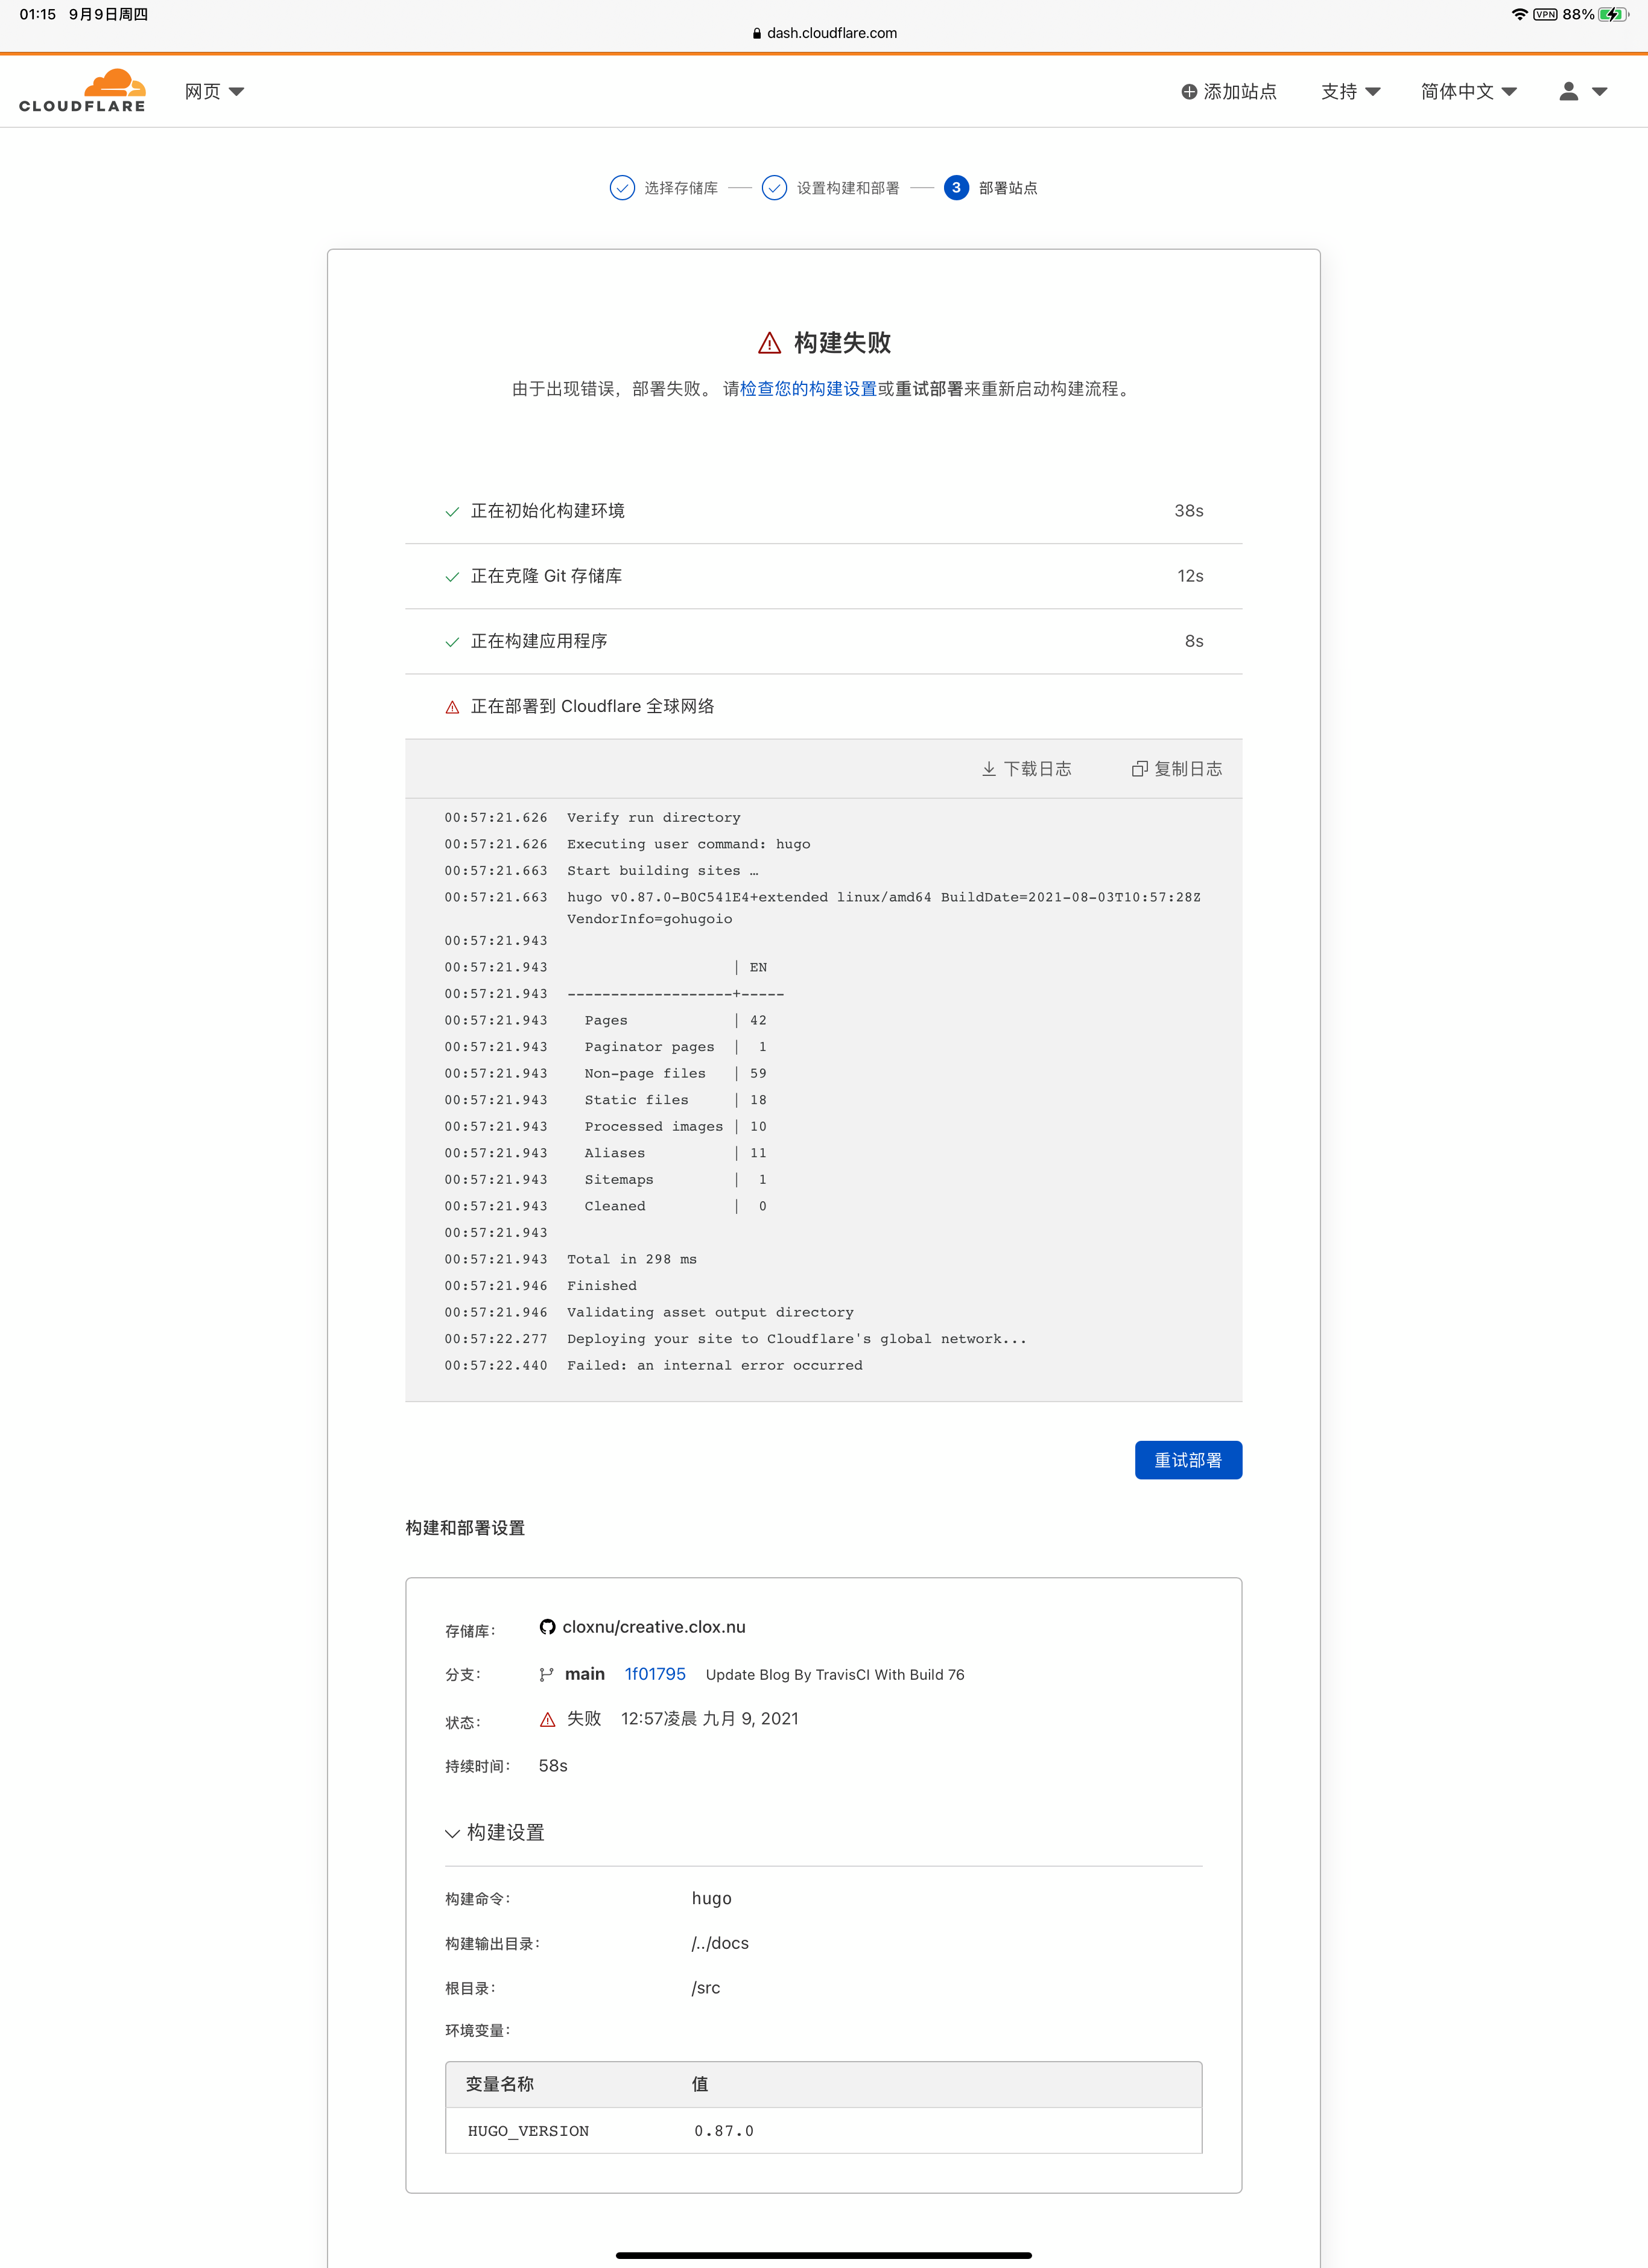 01:15 9月9日周四
VPN 88%
dash.cloudflare.com
CLOUDFLARE 网页 添加站点 支持 简体中文
选择存储库 设置构建和部署 3 部署站点
构建失败
由于出现错误，部署失败。 请检查您的构建设置或重试部署来重新启动构建流程。
正在初始化构建环境 38s
正在克隆 Git 存储库 12s
正在构建应用程序 8s
正在部署到 Cloudflare 全球网络
下载日志 复制日志
00:57:21.626 Verify run directory
00:57:21.626 Executing user command: hugo
00:57:21.663 Start building sites …
00:57:21.663 hugo v0.87.0-B0C541E4+extended linux/amd64 BuildDate=2021-08-03T10:57:28Z
VendorInfo=gohugoio
00:57:21.943
00:57:21.943                    | EN
00:57:21.943 -------------------+-----
00:57:21.943   Pages            | 42
00:57:21.943   Paginator pages  |  1
00:57:21.943   Non-page files   | 59
00:57:21.943   Static files     | 18
00:57:21.943   Processed images | 10
00:57:21.943   Aliases          | 11
00:57:21.943   Sitemaps         |  1
00:57:21.943   Cleaned          |  0
00:57:21.943
00:57:21.943 Total in 298 ms
00:57:21.946 Finished
00:57:21.946 Validating asset output directory
00:57:22.277 Deploying your site to Cloudflare's global network...
00:57:22.440 Failed: an internal error occurred
重试部署
构建和部署设置
存储库： cloxnu/creative.clox.nu
分支： main 1f01795 Update Blog By TravisCI With Build 76
状态： 失败 12:57凌晨 九月 9, 2021
持续时间： 58s
构建设置
构建命令： hugo
构建输出目录： /../docs
根目录： /src
环境变量：
变量名称 值
HUGO_VERSION 0.87.0